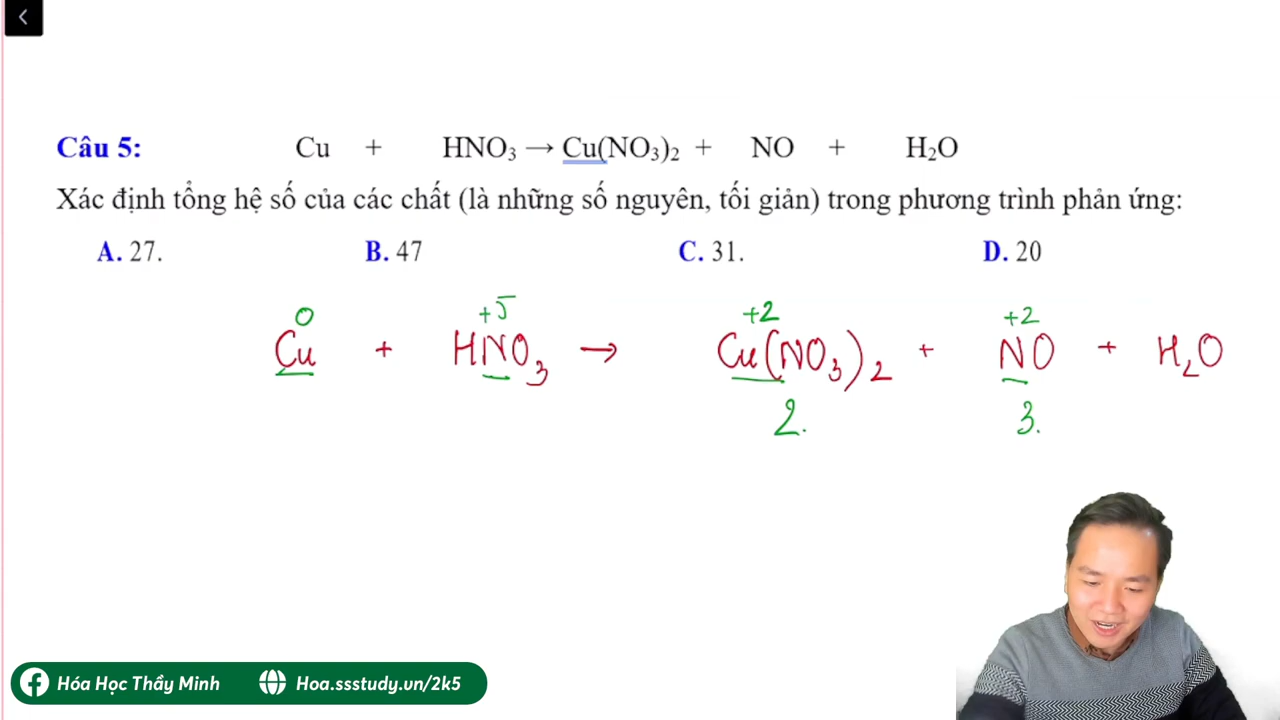 Câu 5: Cu + HNO₃ → Cu(NO₃)₂ + NO + H₂O
Xác định tổng hệ số của các chất (là những số nguyên, tối giản) trong phương trình phản ứng:
A. 27. B. 47 C. 31. D. 20
0 +5 +2 +2
Cu + HNO₃ → Cu(NO₃)₂ + NO + H₂O
2. 3.
Hóa Học Thầy Minh Hoa.ssstudy.vn/2k5